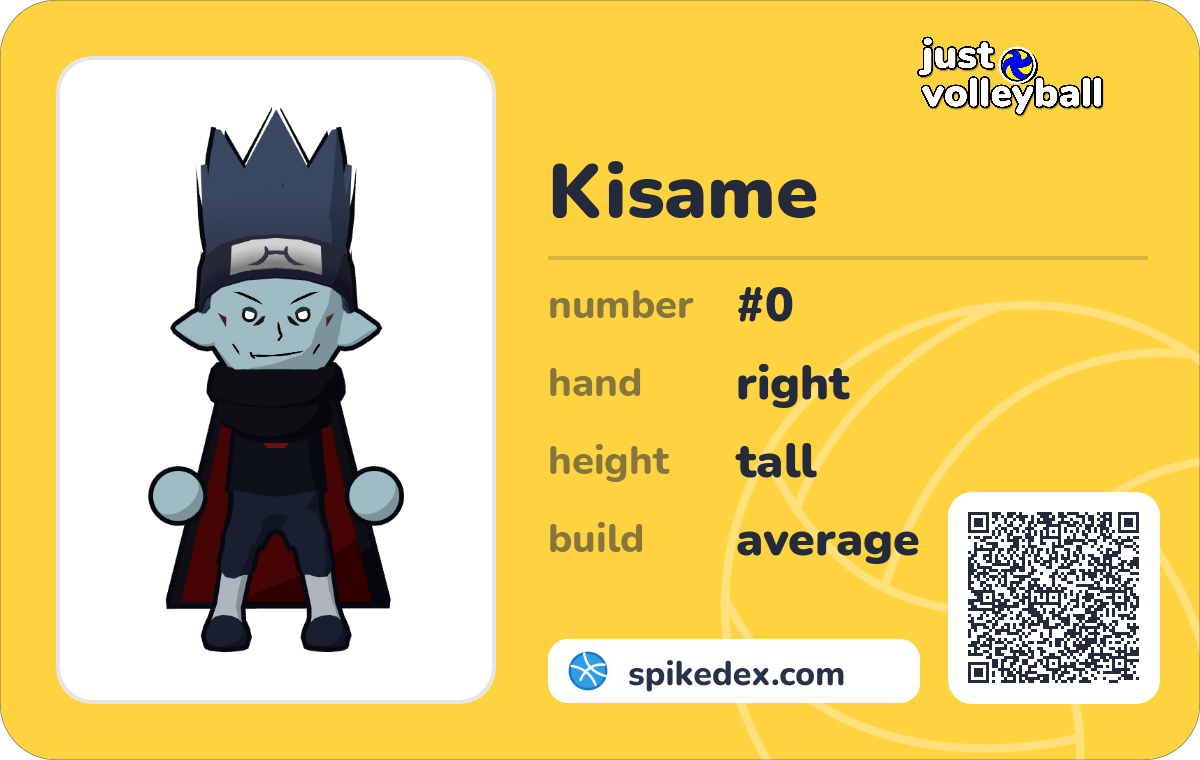 just
volleyball
Kisame
number #0
hand right
height tall
build average
spikedex.com